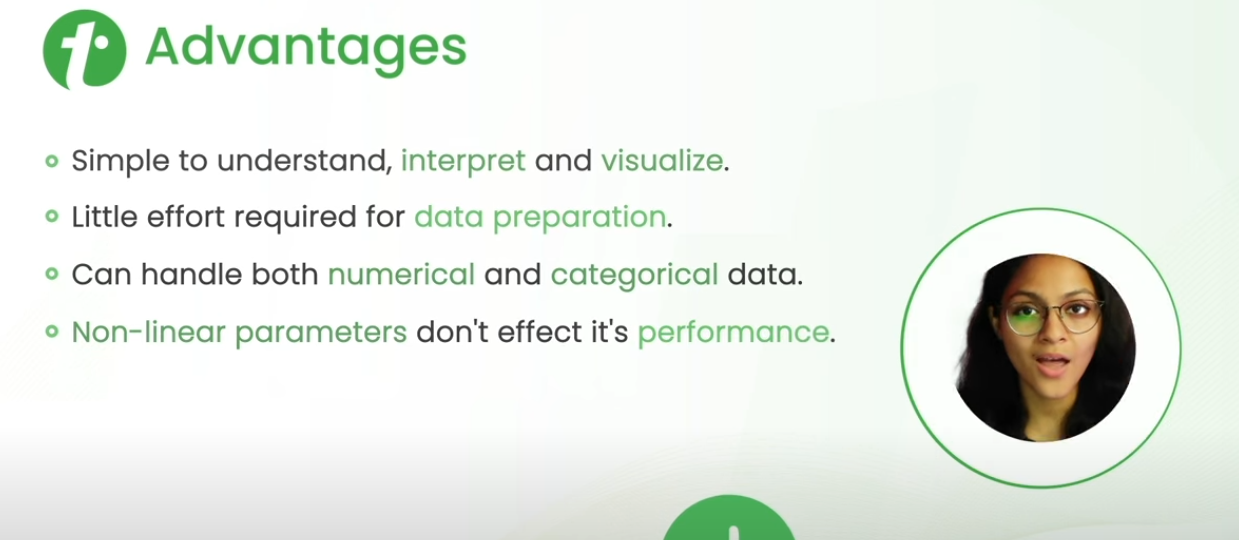 Advantages
Simple to understand, interpret and visualize.
Little effort required for data preparation.
Can handle both numerical and categorical data.
Non-linear parameters don't effect it's performance.